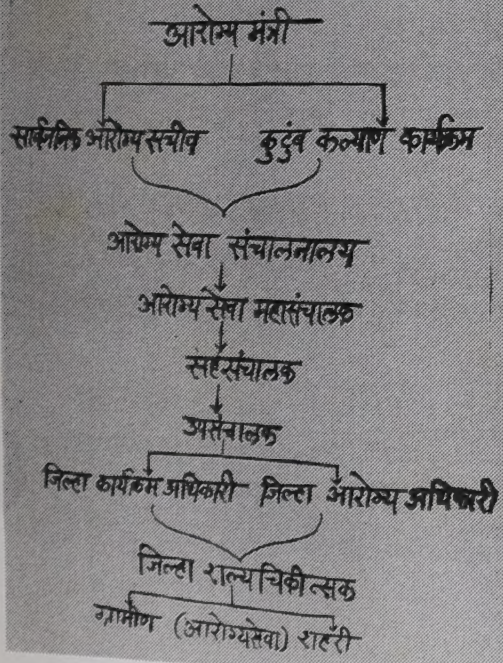 आरोग्य मंत्री
सार्वजनिक आरोग्य सचीव कुटुंब कल्याण कार्यक्रम
आरोग्य सेवा संचालनालय
आरोग्य सेवा महासंचालक
सहसंचालक
उपसंचालक
जिल्हा कार्यक्रम अधिकारी जिल्हा आरोग्य अधिकारी
जिल्हा शल्य चिकीत्सक
ग्रामीण (आरोग्यसेवा) शहरी